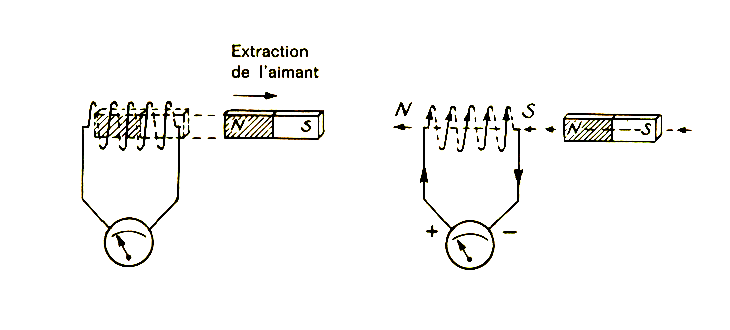 Extraction
de l'aimant
N S
N S
N S
+ −